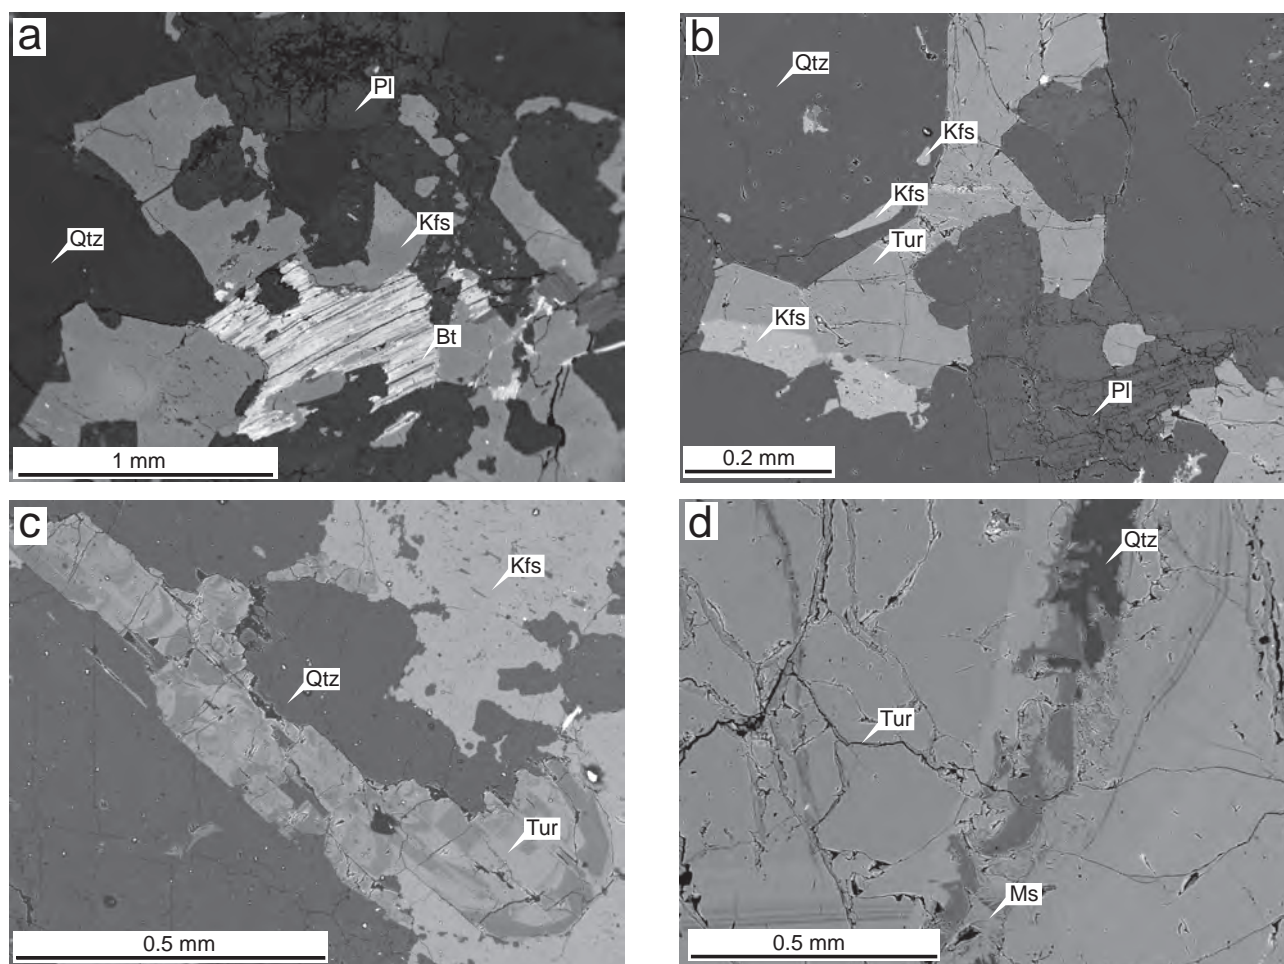 a
Pl
Kfs
Qtz
Bt
1 mm
b
Qtz
Kfs
Kfs
Tur
Kfs
Pl
0.2 mm
c
Kfs
Qtz
Tur
0.5 mm
d
Qtz
Tur
Ms
0.5 mm